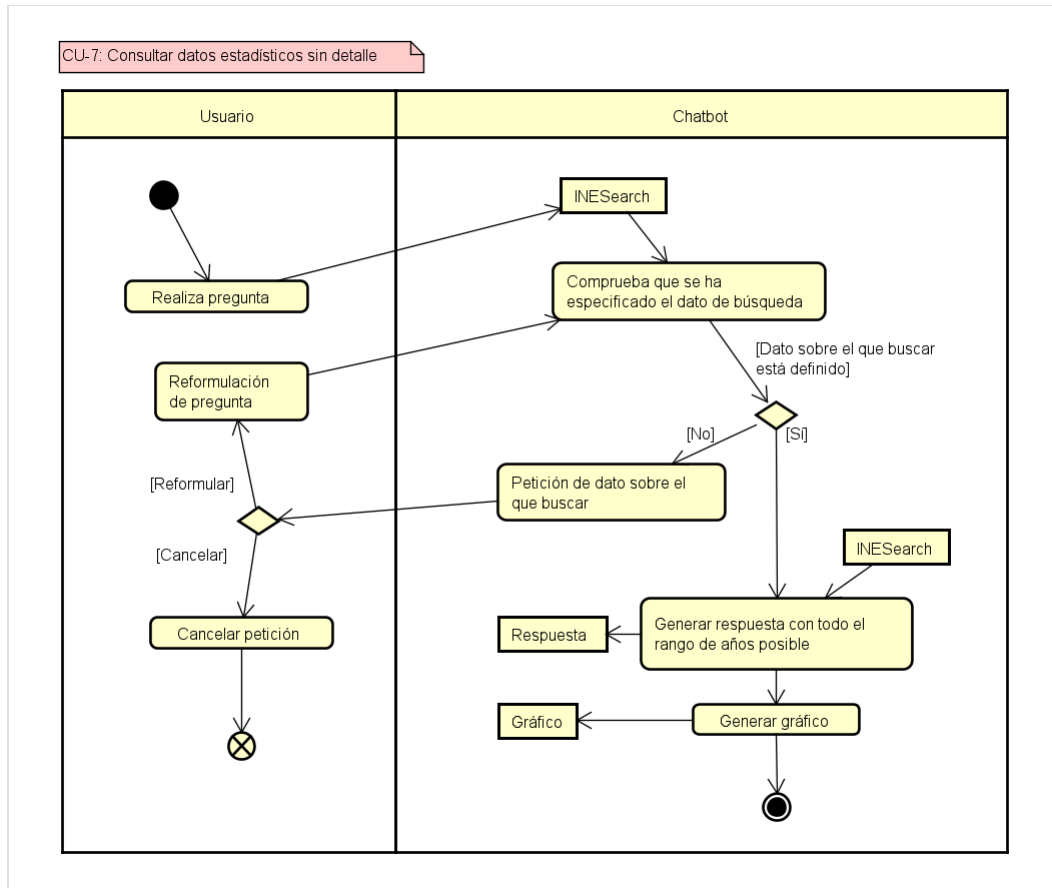 CU-7: Consultar datos estadísticos sin detalle
Usuario
Chatbot
INESearch
Realiza pregunta
Comprueba que se ha
especificado el dato de búsqueda
[Dato sobre el que buscar
está definido]
Reformulación
de pregunta
[No]
[Sí]
[Reformular]
Petición de dato sobre el
que buscar
[Cancelar]
INESearch
Cancelar petición
Respuesta
Generar respuesta con todo el
rango de años posible
Gráfico
Generar gráfico